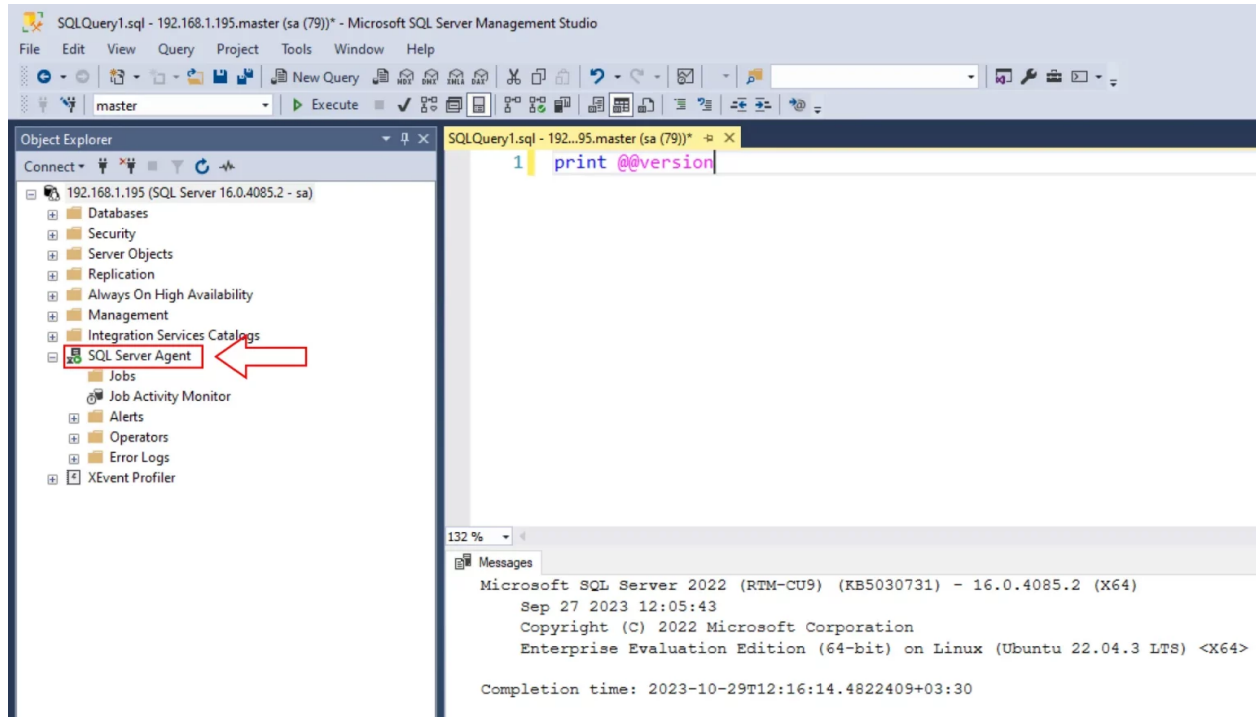 SQLQuery1.sql - 192.168.1.195.master (sa (79))* - Microsoft SQL Server Management Studio
File Edit View Query Project Tools Window Help
New Query MDX DMX XMLA DAX
master Execute
Object Explorer
Connect
192.168.1.195 (SQL Server 16.0.4085.2 - sa)
Databases
Security
Server Objects
Replication
Always On High Availability
Management
Integration Services Catalogs
SQL Server Agent
Jobs
Job Activity Monitor
Alerts
Operators
Error Logs
XEvent Profiler
SQLQuery1.sql - 192...95.master (sa (79))*
1 print @@version
132 %
Messages
Microsoft SQL Server 2022 (RTM-CU9) (KB5030731) - 16.0.4085.2 (X64)
Sep 27 2023 12:05:43
Copyright (C) 2022 Microsoft Corporation
Enterprise Evaluation Edition (64-bit) on Linux (Ubuntu 22.04.3 LTS) <X64>
Completion time: 2023-10-29T12:16:14.4822409+03:30